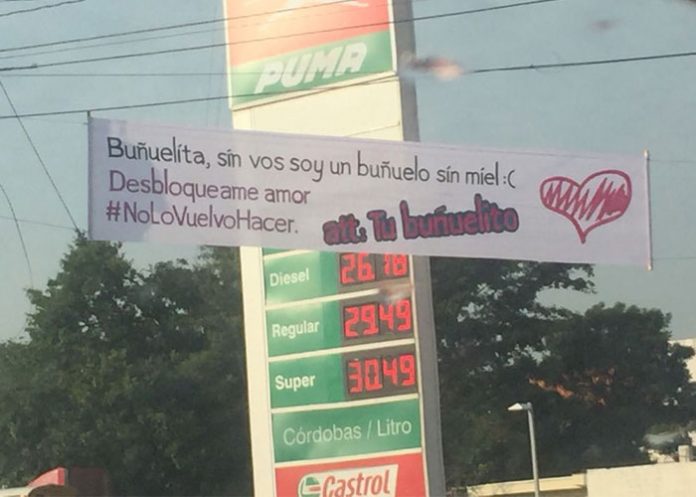 PUMA
Buñuelita, sin vos soy un buñuelo sin miel :(
Desbloqueame amor
#NoLoVuelvoHacer. att: Tu buñuelito
Diesel 26.18
Regular 29.49
Super 30.49
Córdobas / Litro
Castrol